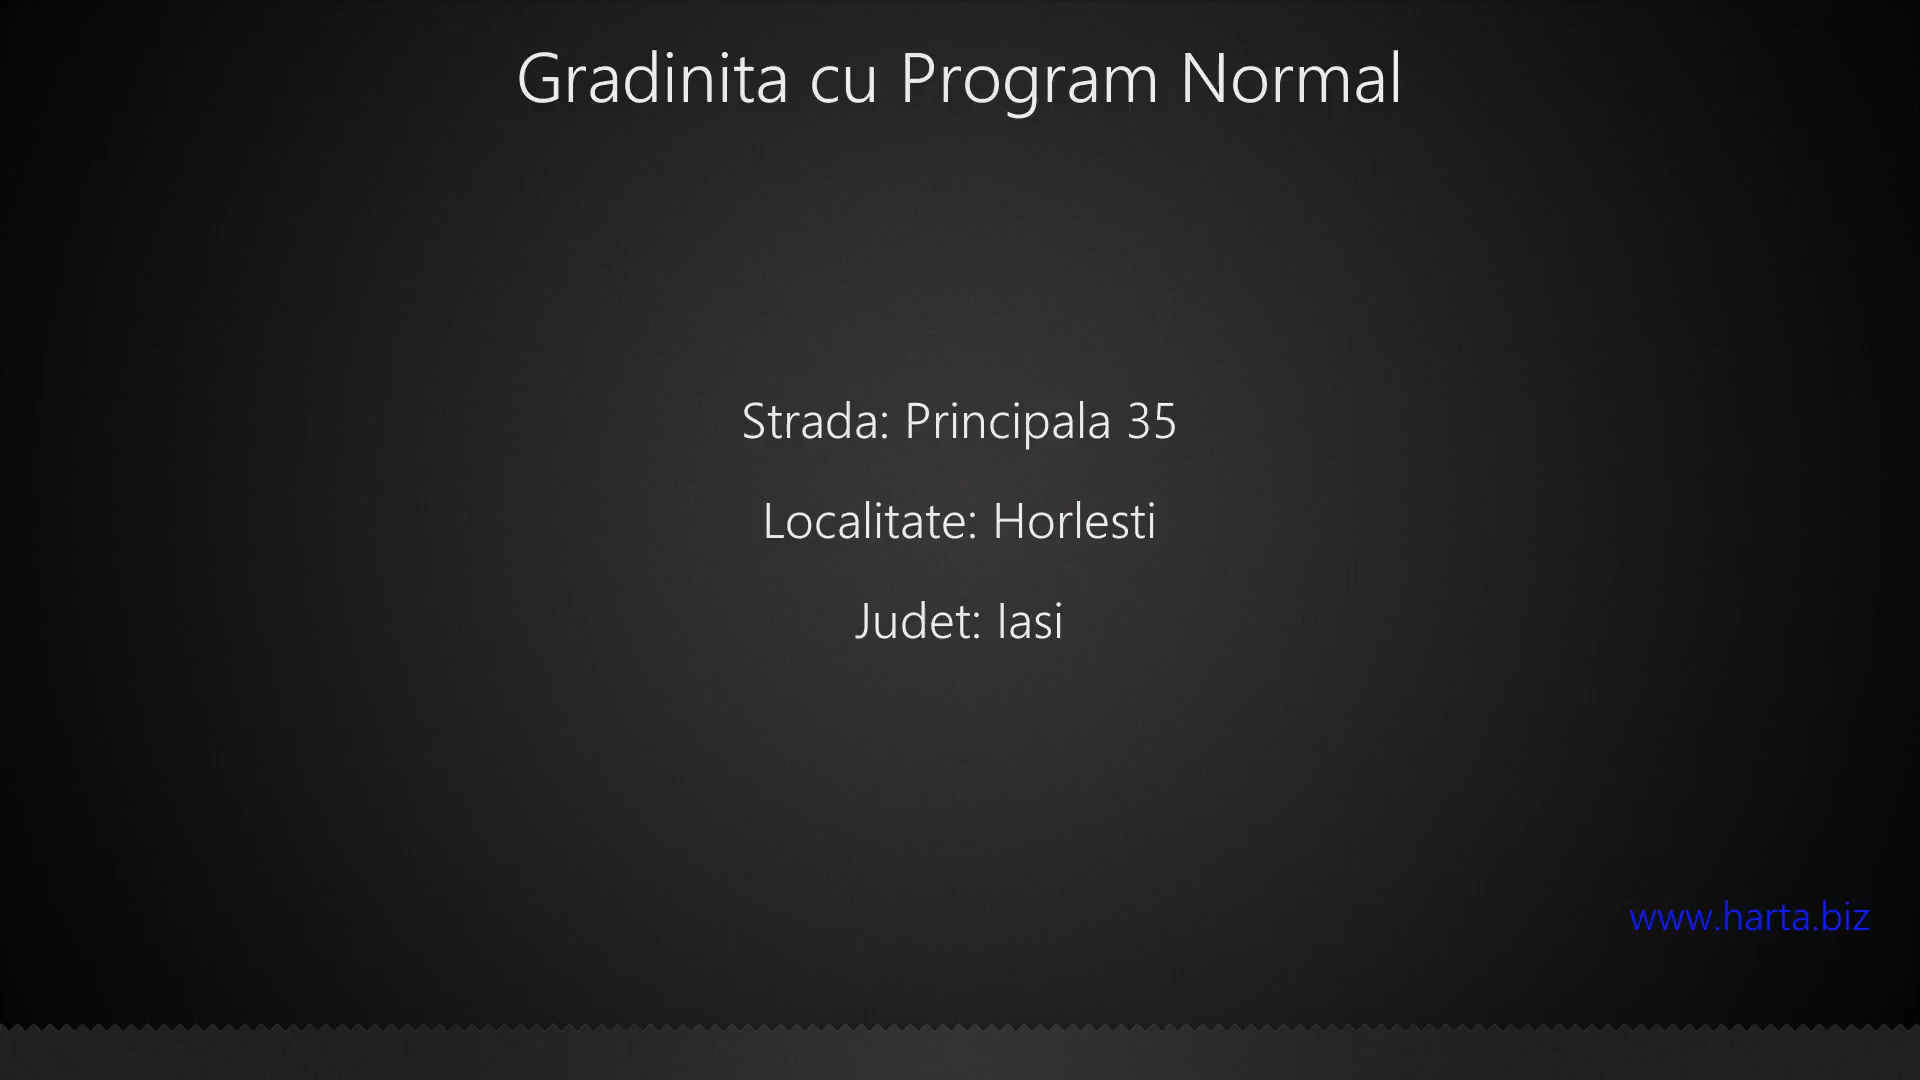 Gradinita cu Program Normal
Strada: Principala 35
Localitate: Horlesti
Judet: Iasi
www.harta.biz